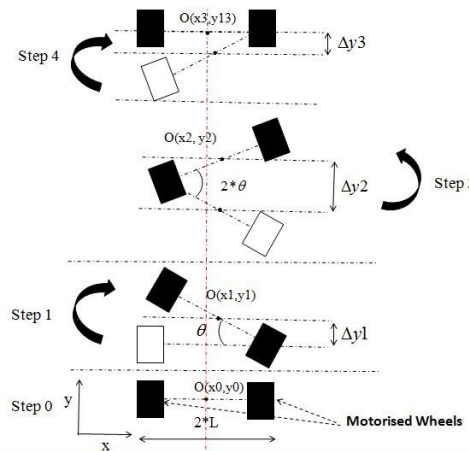 O(x3,y13)
Step 4
Δy3
O(x2, y2)
2*θ
Δy2
Step
O(x1,y1)
Step 1
θ
Δy1
O(x0,y0)
Step 0
y
x
2*L
Motorised Wheels